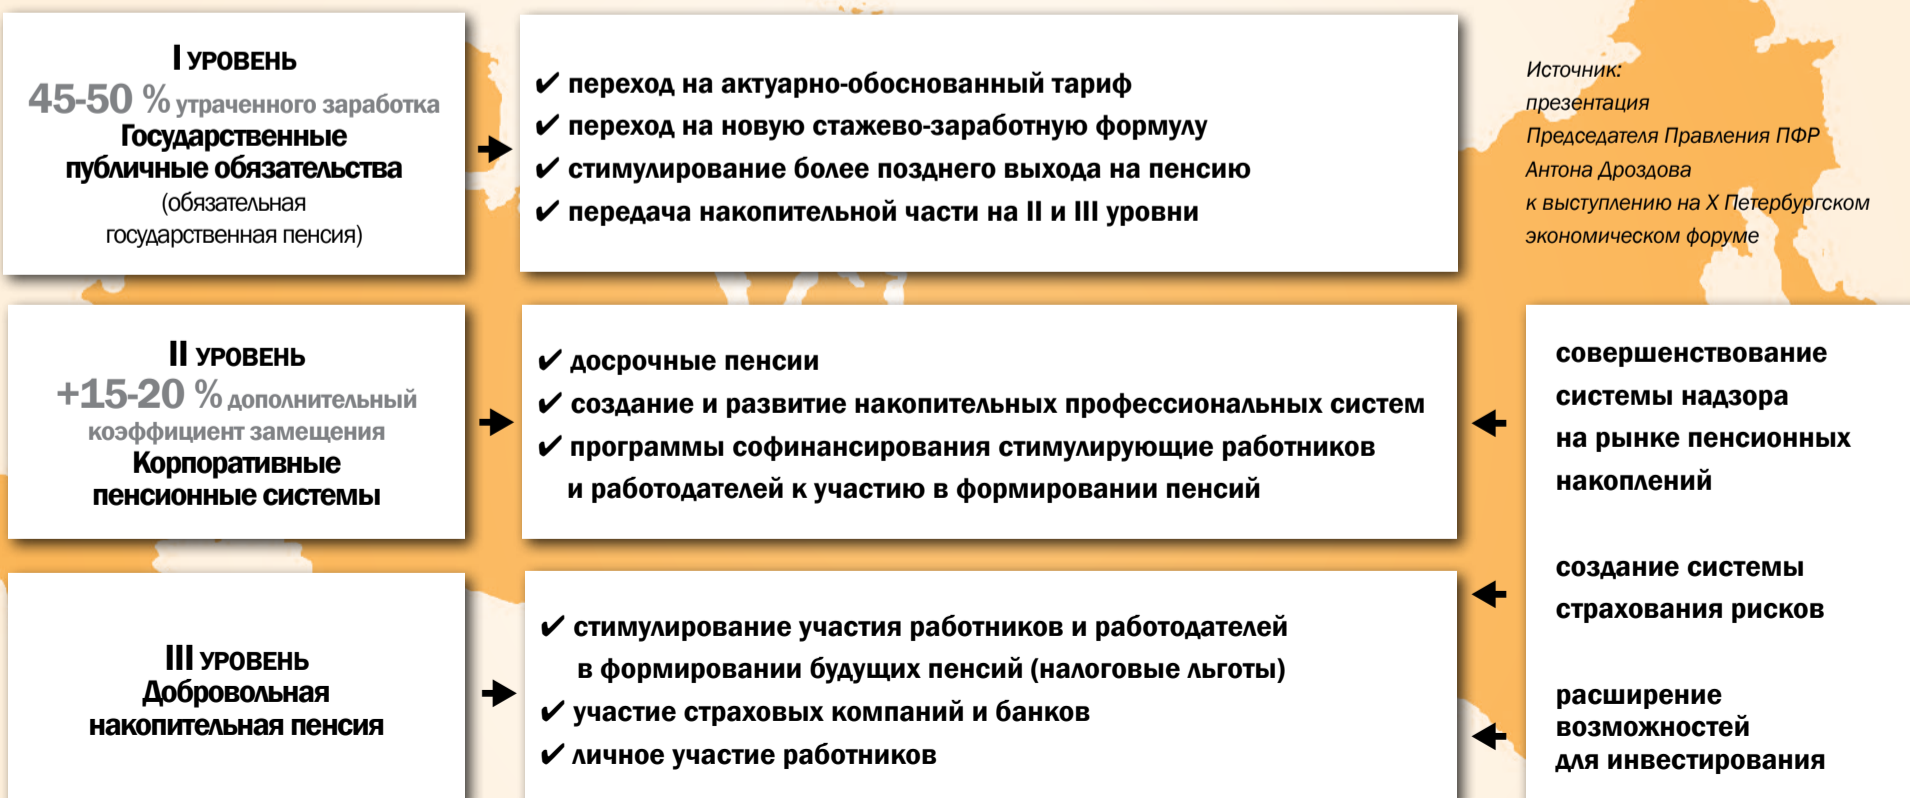 I УРОВЕНЬ
45-50 % утраченного заработка
Государственные
публичные обязательства
(обязательная
государственная пенсия)
✔ переход на актуарно-обоснованный тариф
✔ переход на новую стажево-заработную формулу
✔ стимулирование более позднего выхода на пенсию
✔ передача накопительной части на II и III уровни
Источник:
презентация
Председателя Правления ПФР
Антона Дроздова
к выступлению на X Петербургском
экономическом форуме
II УРОВЕНЬ
+15-20 % дополнительный
коэффициент замещения
Корпоративные
пенсионные системы
✔ досрочные пенсии
✔ создание и развитие накопительных профессиональных систем
✔ программы софинансирования стимулирующие работников
и работодателей к участию в формировании пенсий
III УРОВЕНЬ
Добровольная
накопительная пенсия
✔ стимулирование участия работников и работодателей
в формировании будущих пенсий (налоговые льготы)
✔ участие страховых компаний и банков
✔ личное участие работников
совершенствование
системы надзора
на рынке пенсионных
накоплений
создание системы
страхования рисков
расширение
возможностей
для инвестирования